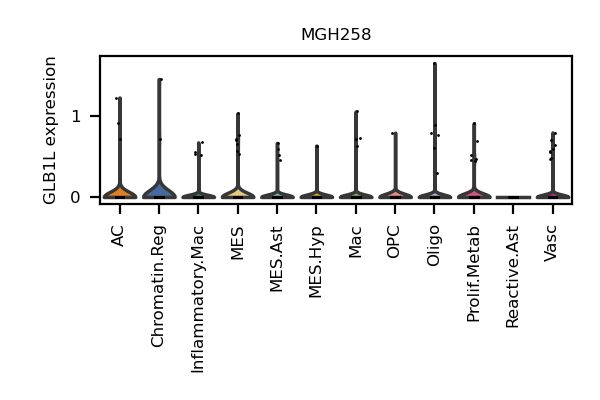 MGH258
GLB1L expression
1
0
AC
Chromatin.Reg
Inflammatory.Mac
MES
MES.Ast
MES.Hyp
Mac
OPC
Oligo
Prolif.Metab
Reactive.Ast
Vasc